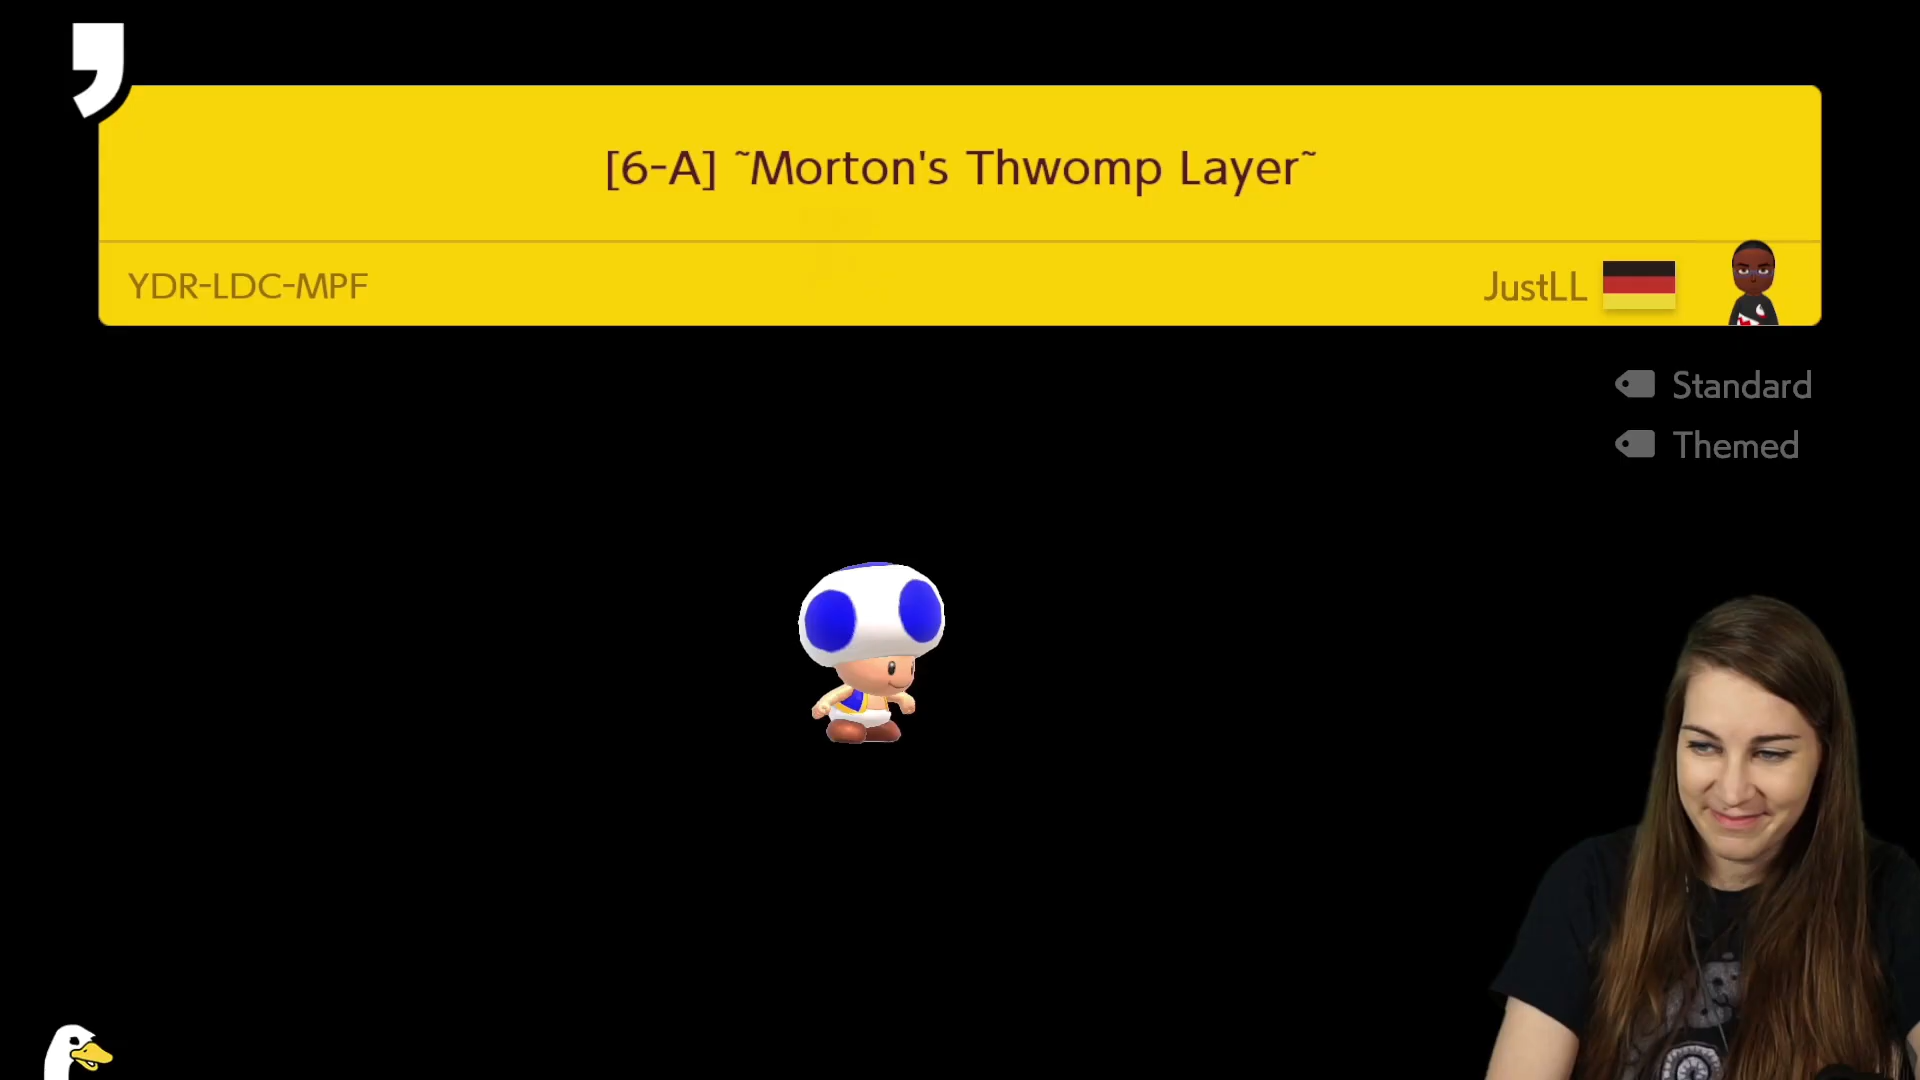 [6-A] ~Morton's Thwomp Layer~
YDR-LDC-MPF
JustLL
Standard
Themed